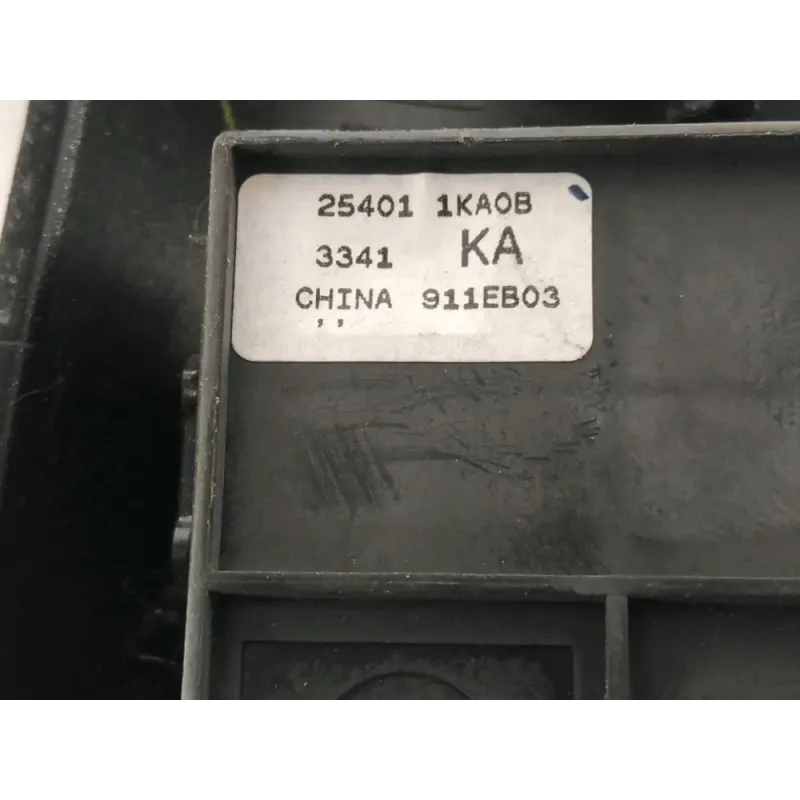 25401 1KA0B
3341 KA
CHINA 911EB03
,,